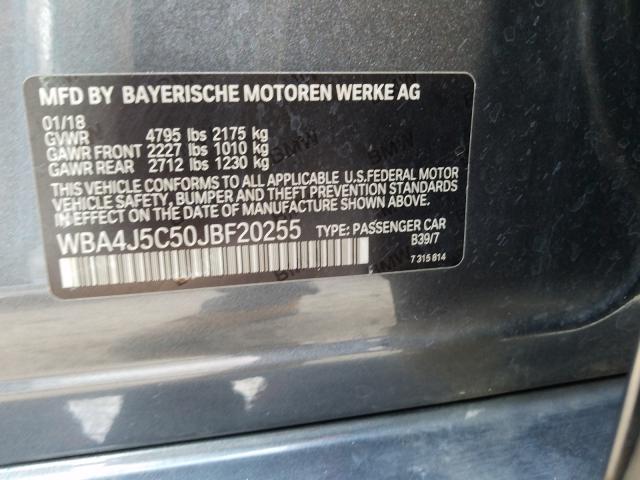 MFD BY BAYERISCHE MOTOREN WERKE AG
01/18
GVWR 4795 lbs 2175 kg
GAWR FRONT 2227 lbs 1010 kg
GAWR REAR 2712 lbs 1230 kg
THIS VEHICLE CONFORMS TO ALL APPLICABLE U.S.FEDERAL MOTOR
VEHICLE SAFETY, BUMPER AND THEFT PREVENTION STANDARDS
IN EFFECT ON THE DATE OF MANUFACTURE SHOWN ABOVE.
WBA4J5C50JBF20255 TYPE: PASSENGER CAR
B39/7
7 315 814
BMW
BMW
BMW